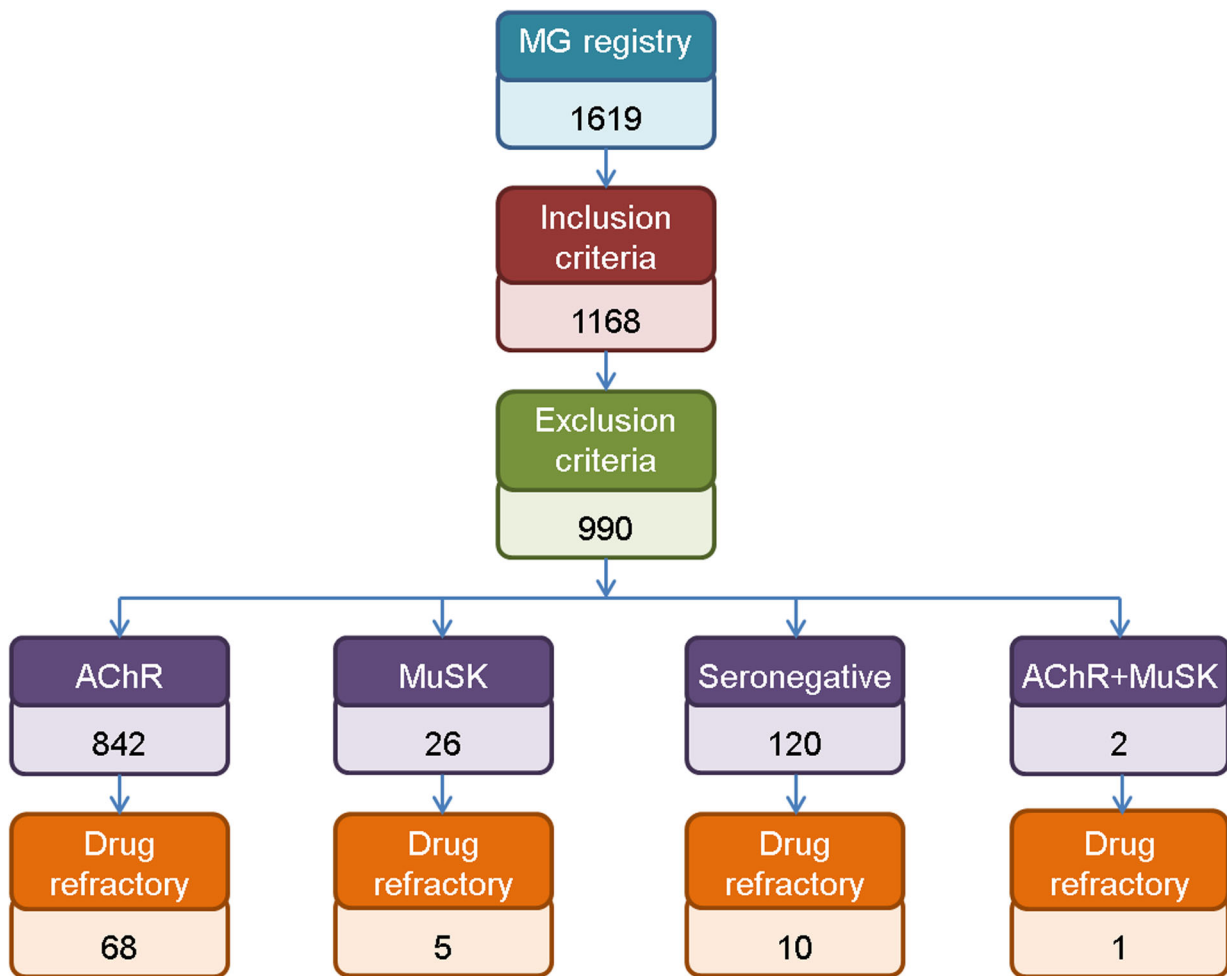 MG registry
1619
Inclusion
criteria
1168
Exclusion
criteria
990
AChR
842
MuSK
26
Seronegative
120
AChR+MuSK
2
Drug
refractory
68
Drug
refractory
5
Drug
refractory
10
Drug
refractory
1